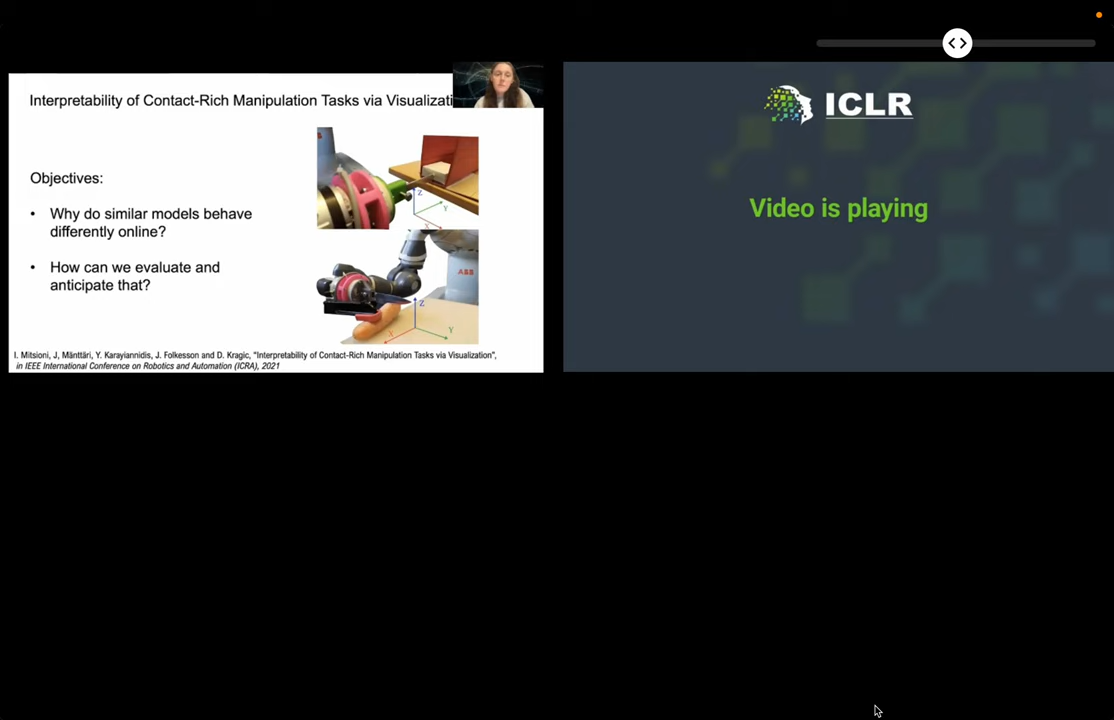 Interpretability of Contact-Rich Manipulation Tasks via Visualizati
Objectives:
• Why do similar models behave
differently online?
• How can we evaluate and
anticipate that?
Z
Y
X
ABB
Z
Y
X
I. Mitsioni, J, Mänttäri, Y. Karayiannidis, J. Folkesson and D. Kragic, "Interpretability of Contact-Rich Manipulation Tasks via Visualization",
in IEEE International Conference on Robotics and Automation (ICRA), 2021
ICLR
Video is playing